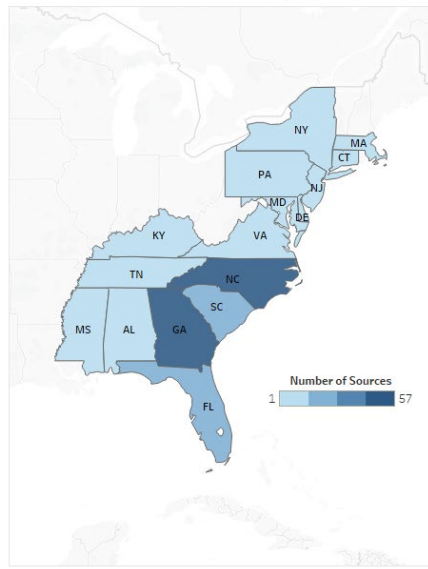 NY
MA
CT
PA
NJ
MD
DE
KY
VA
TN
NC
SC
MS
AL
GA
FL
Number of Sources
1 57